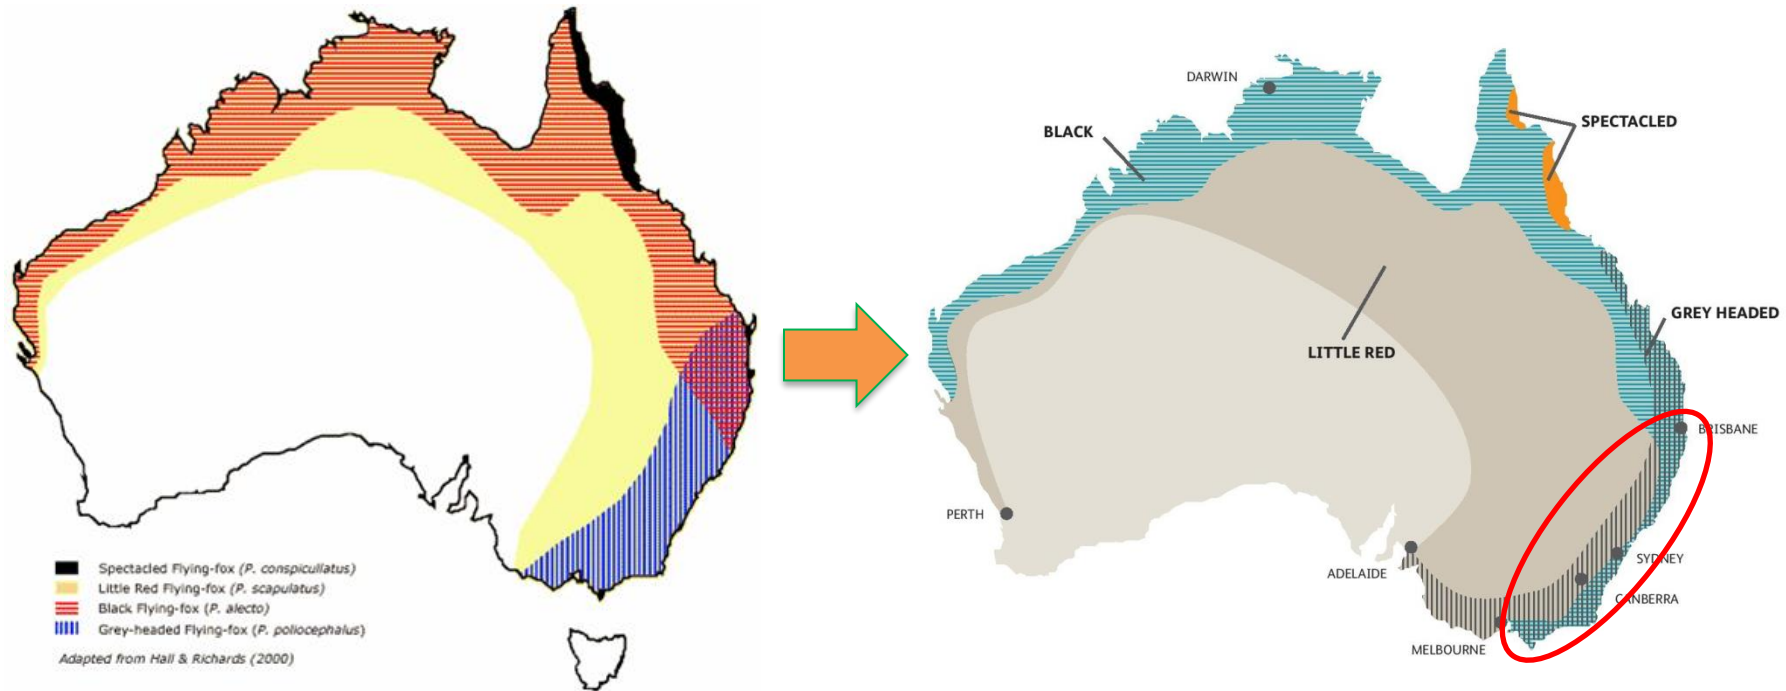 Spectacled Flying-fox (P. conspicullatus)
Little Red Flying-fox (P. scapulatus)
Black Flying-fox (P. alecto)
Grey-headed Flying-fox (P. poliocephalus)
Adapted from Hall & Richards (2000)
DARWIN
BLACK
SPECTACLED
GREY HEADED
LITTLE RED
BRISBANE
PERTH
ADELAIDE
SYDNEY
CANBERRA
MELBOURNE